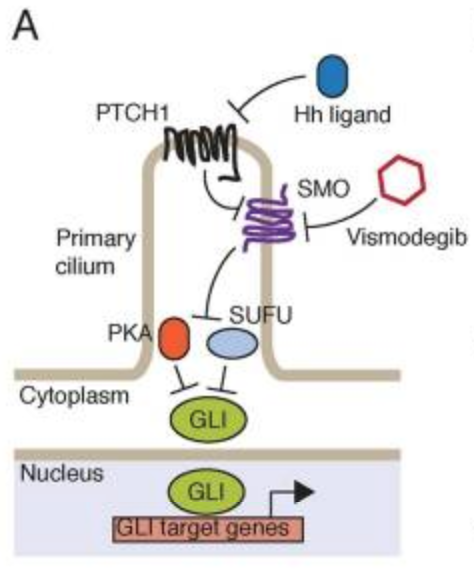 A
PTCH1
Hh ligand
SMO
Vismodegib
Primary
cilium
PKA
SUFU
Cytoplasm
GLI
Nucleus
GLI
GLI target genes